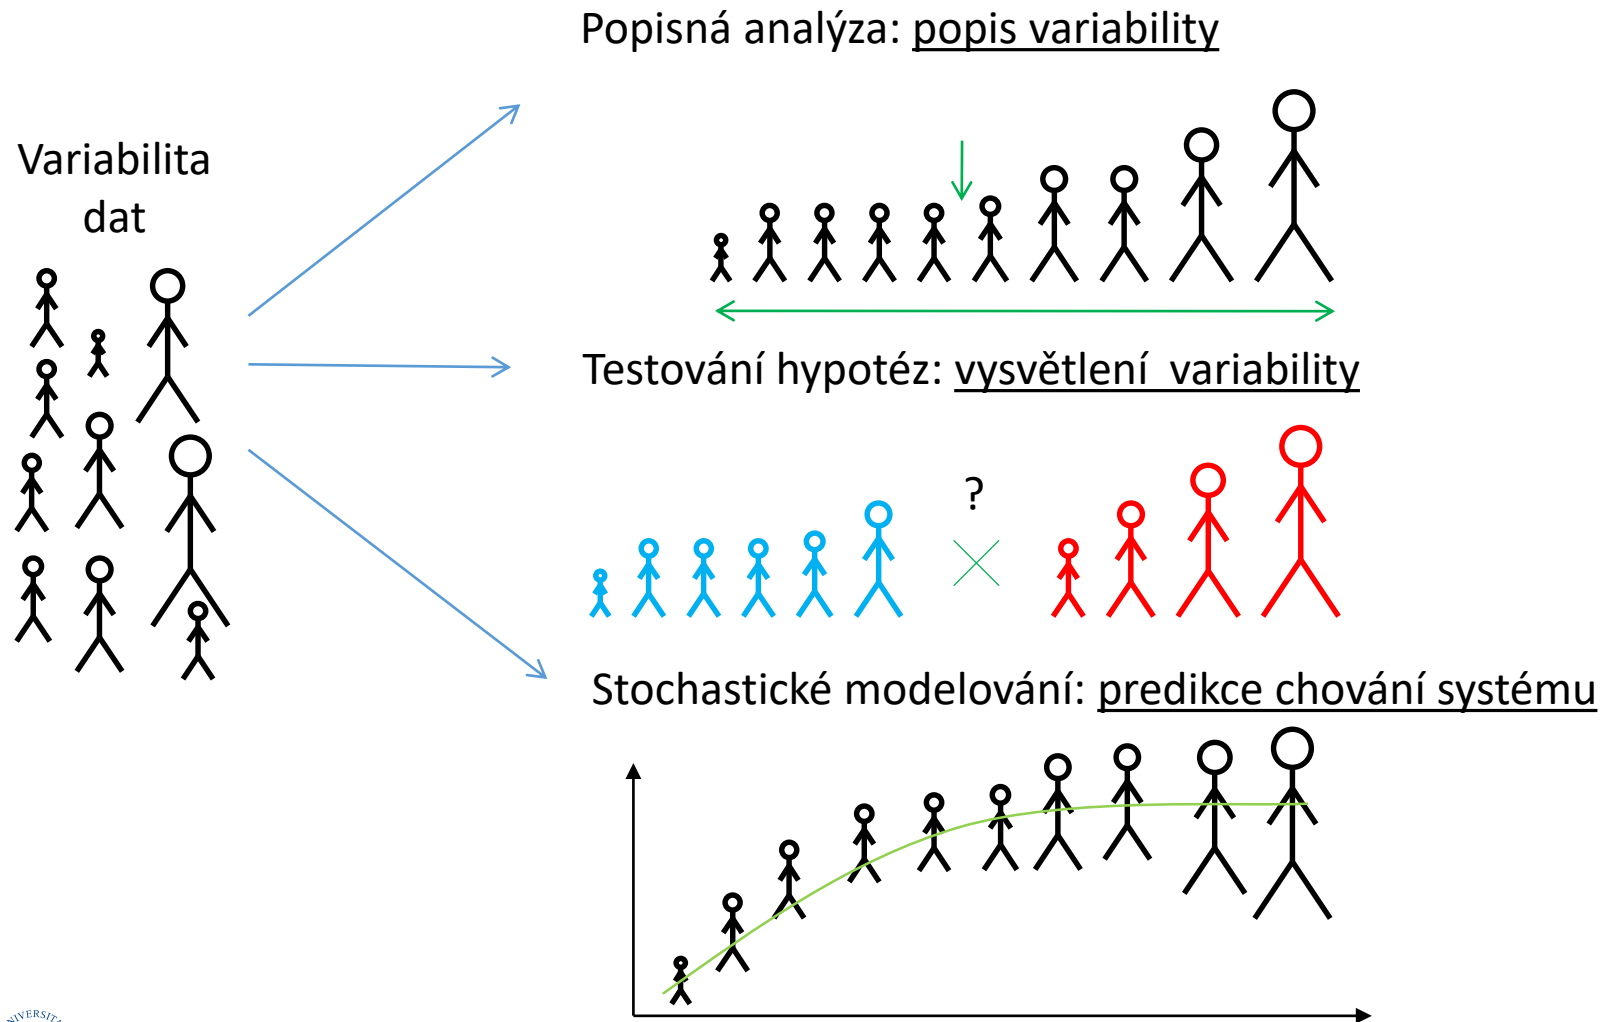 Popisná analýza: popis variability
Variabilita
dat
Testování hypotéz: vysvětlení  variability
?
Stochastické modelování: predikce chování systému